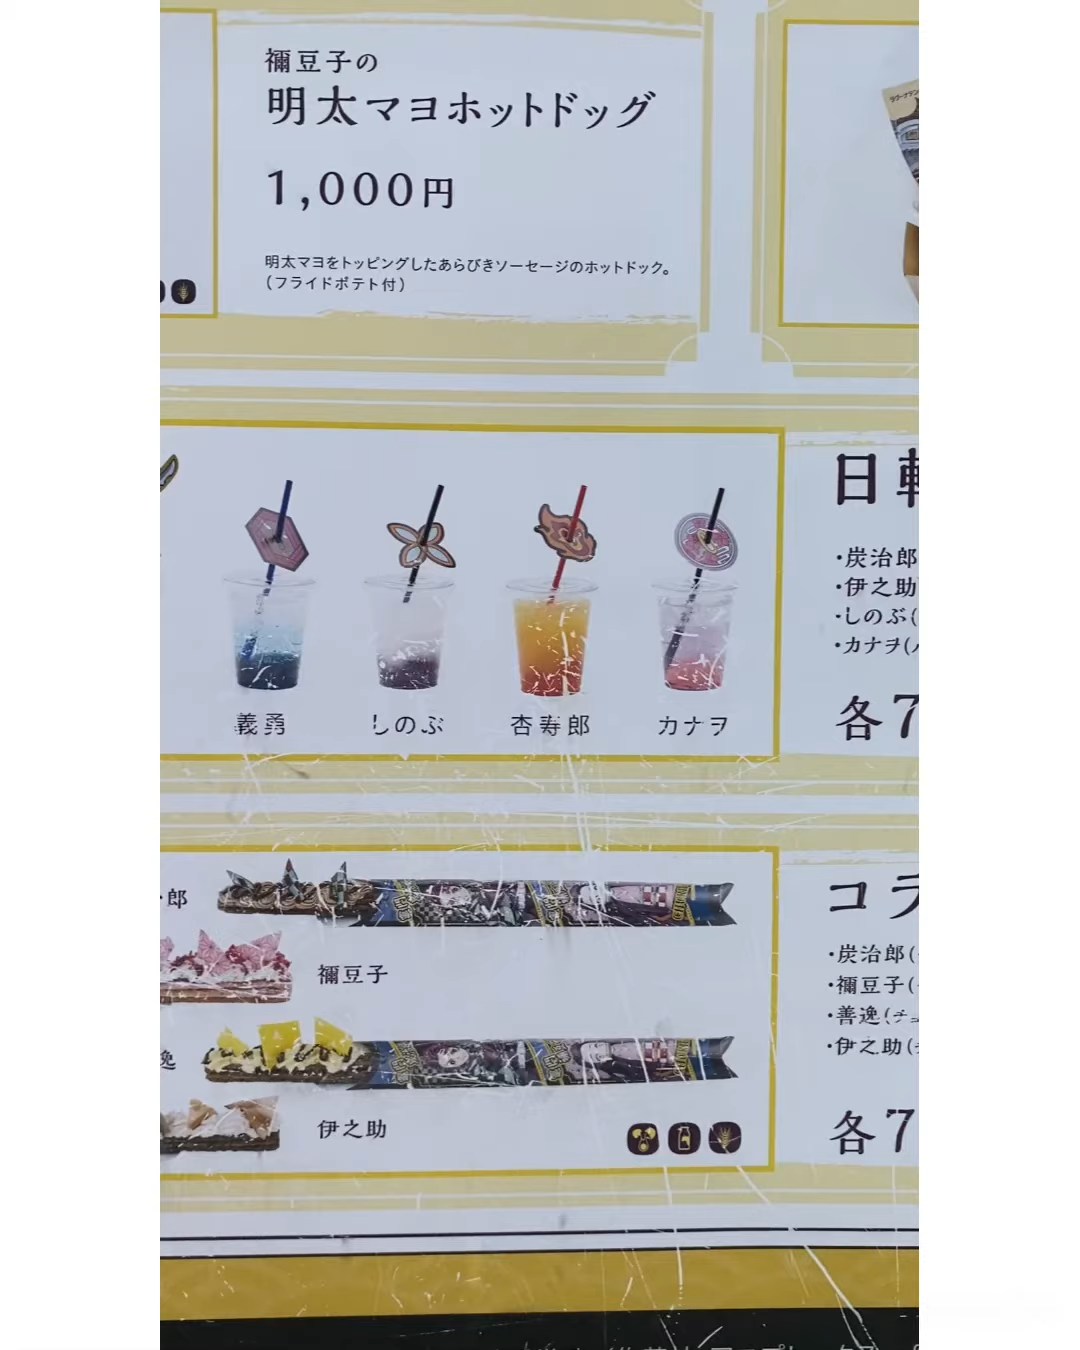 禰豆子の
明太マヨホットドッグ
1,000円
明太マヨをトッピングしたあらびきソーセージのホットドック。
(フライドポテト付)
義勇
しのぶ
杏寿郎
カナヲ
日
・炭治郎
・伊之助
・しのぶ(
・カナヲ(
各7
郎
禰豆子
逸
伊之助
コラ
・炭治郎(
・禰豆子(
・善逸(チョ
・伊之助(
各7